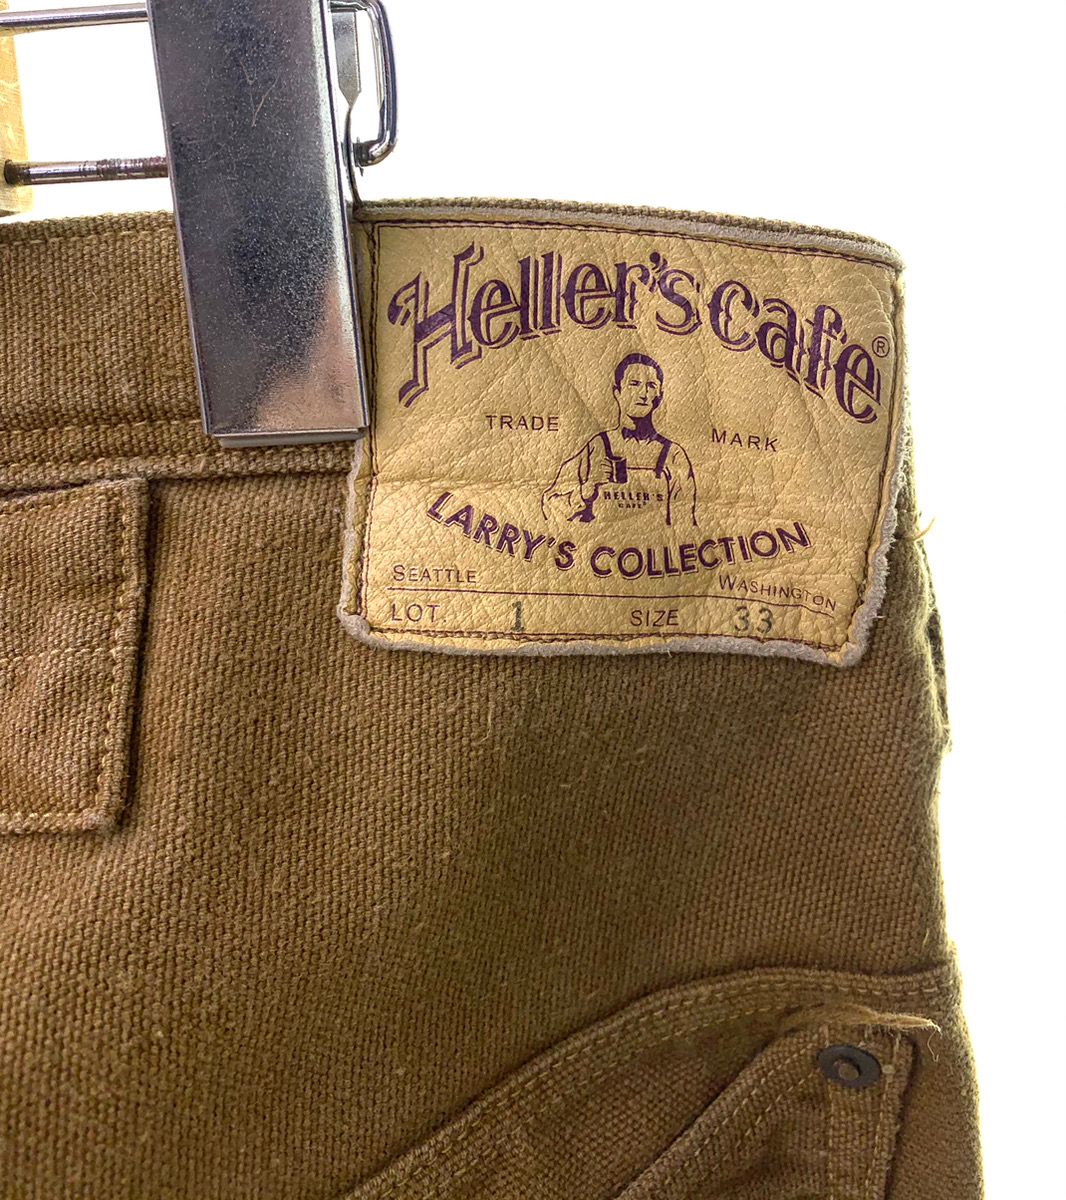 Heller's Cafe ®
TRADE MARK
HELLER'S
CAFE
LARRY'S COLLECTION
SEATTLE WASHINGTON
LOT. 1 SIZE 33